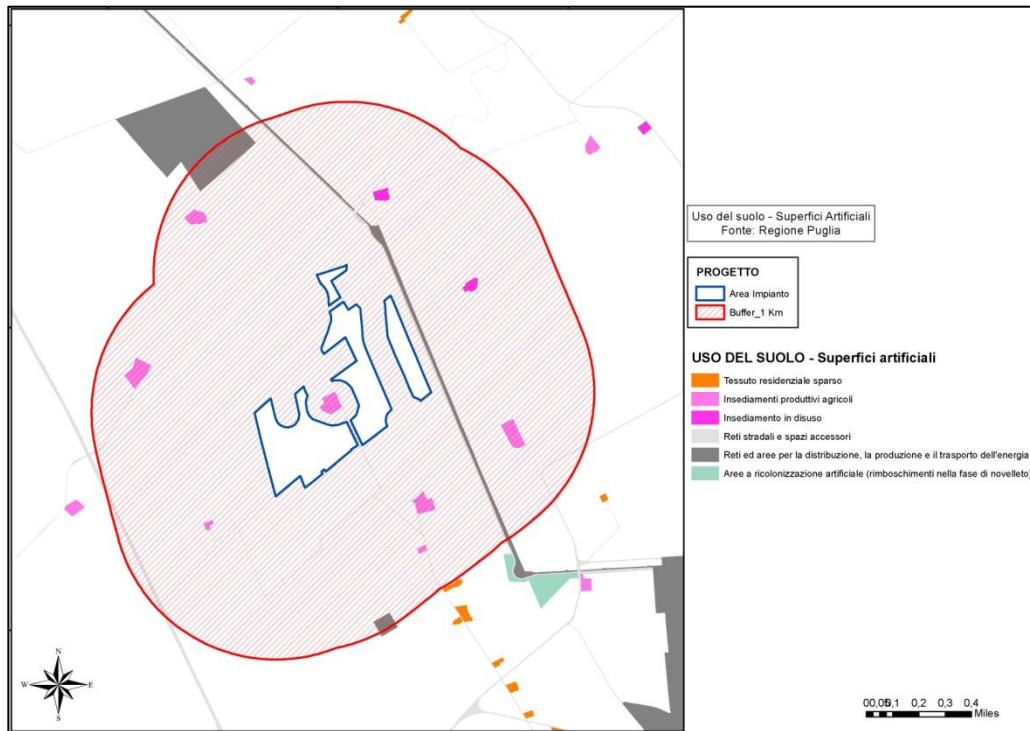 Uso del suolo - Superfici Artificiali
Fonte: Regione Puglia
PROGETTO
Area Impianto
Buffer_1 Km
USO DEL SUOLO - Superfici artificiali
Tessuto residenziale sparso
Insediamenti produttivi agricoli
Insediamento in disuso
Reti stradali e spazi accessori
Reti ed aree per la distribuzione, la produzione e il trasporto dell'energia
Aree a ricolonizzazione artificiale (rimboschimenti nella fase di novelleto)
N
W E
S
0,2 0,3 0,4
Miles